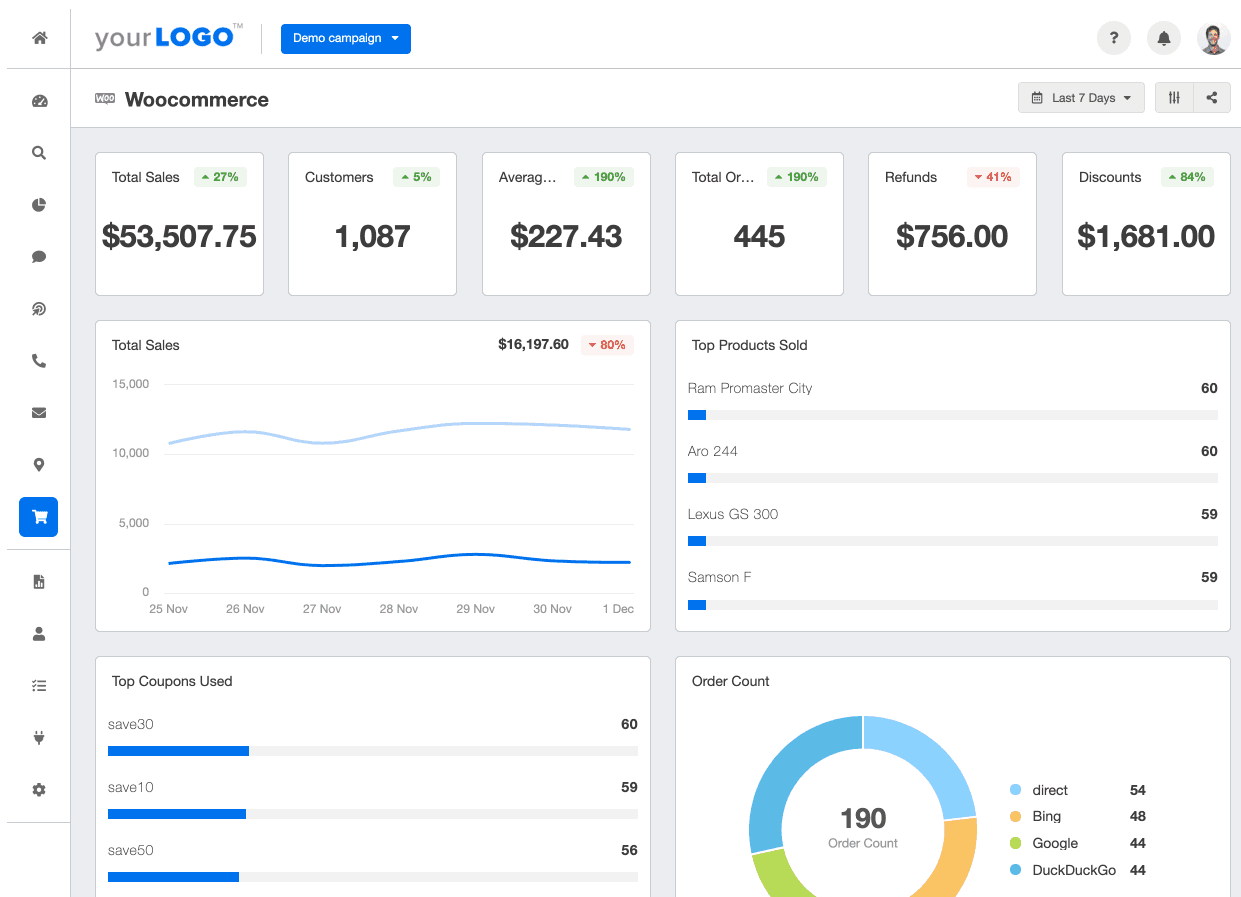 yourLOGO™
Demo campaign
?
Woo
Woocommerce
Last 7 Days
Total Sales 27%
$53,507.75
Customers 5%
1,087
Averag... 190%
$227.43
Total Or... 190%
445
Refunds 41%
$756.00
Discounts 84%
$1,681.00
Total Sales
$16,197.60 80%
15,000
10,000
5,000
0
25 Nov 26 Nov 27 Nov 28 Nov 29 Nov 30 Nov 1 Dec
Top Products Sold
Ram Promaster City 60
Aro 244 60
Lexus GS 300 59
Samson F 59
Top Coupons Used
save30 60
save10 59
save50 56
Order Count
190
Order Count
direct 54
Bing 48
Google 44
DuckDuckGo 44